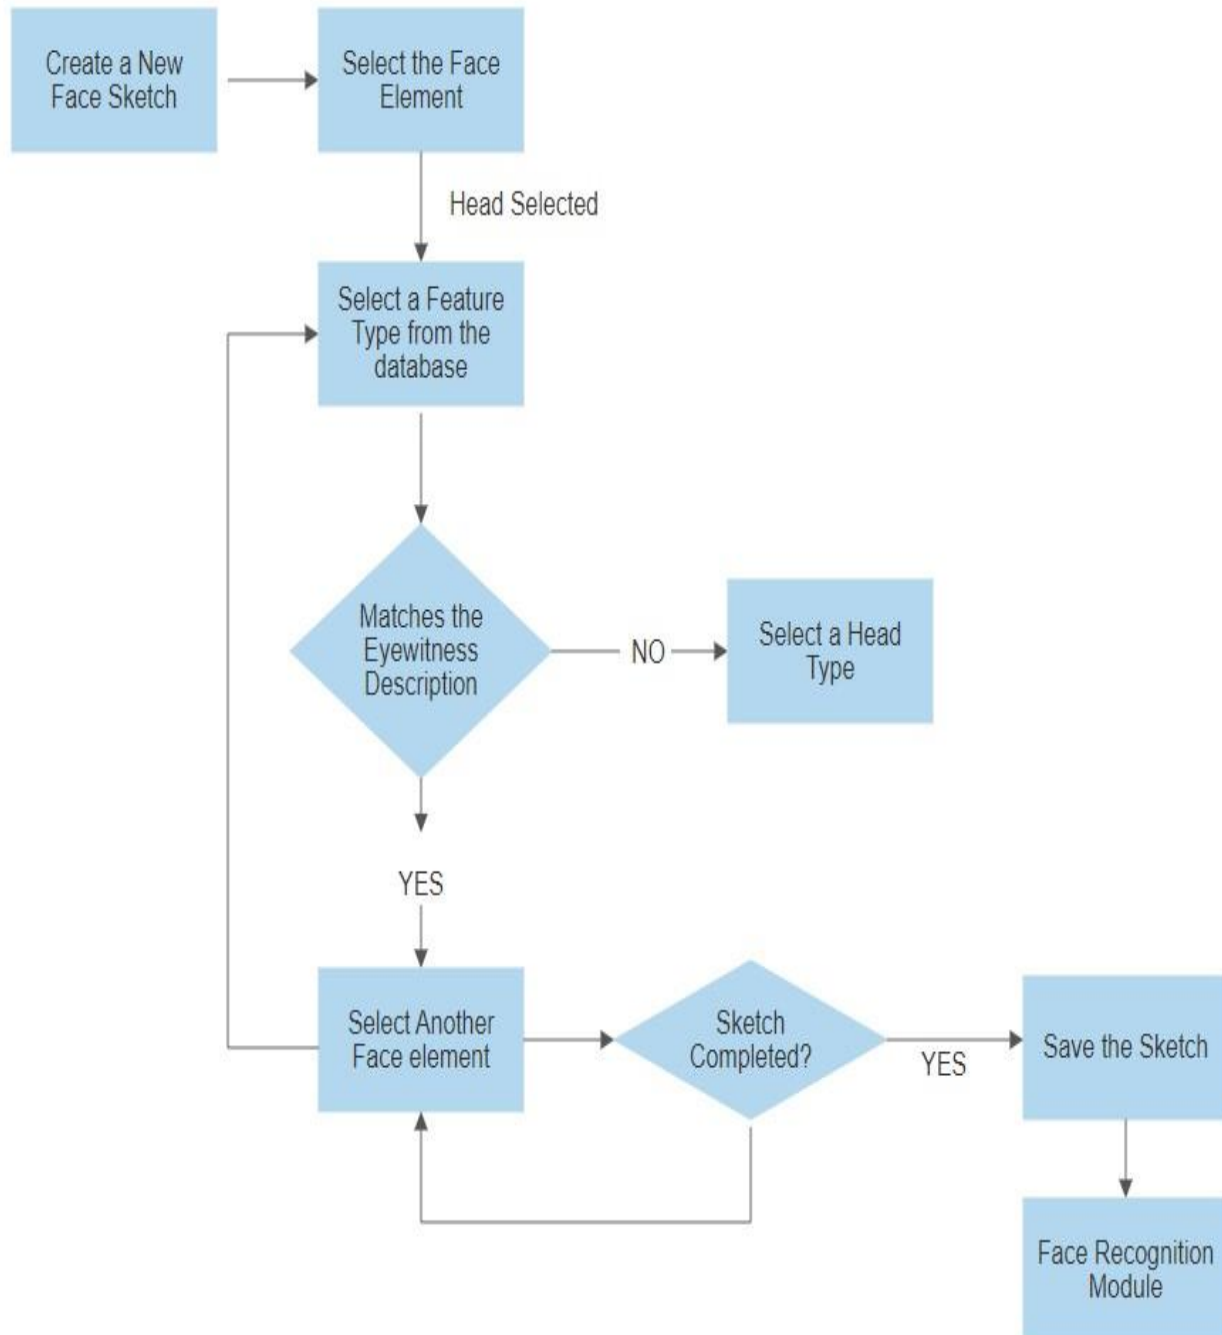 Create a New
Face Sketch
Select the Face
Element
Head Selected
Select a Feature
Type from the
database
Matches the
Eyewitness
Description
NO
Select a Head
Type
YES
Select Another
Face element
Sketch
Completed?
YES
Save the Sketch
Face Recognition
Module